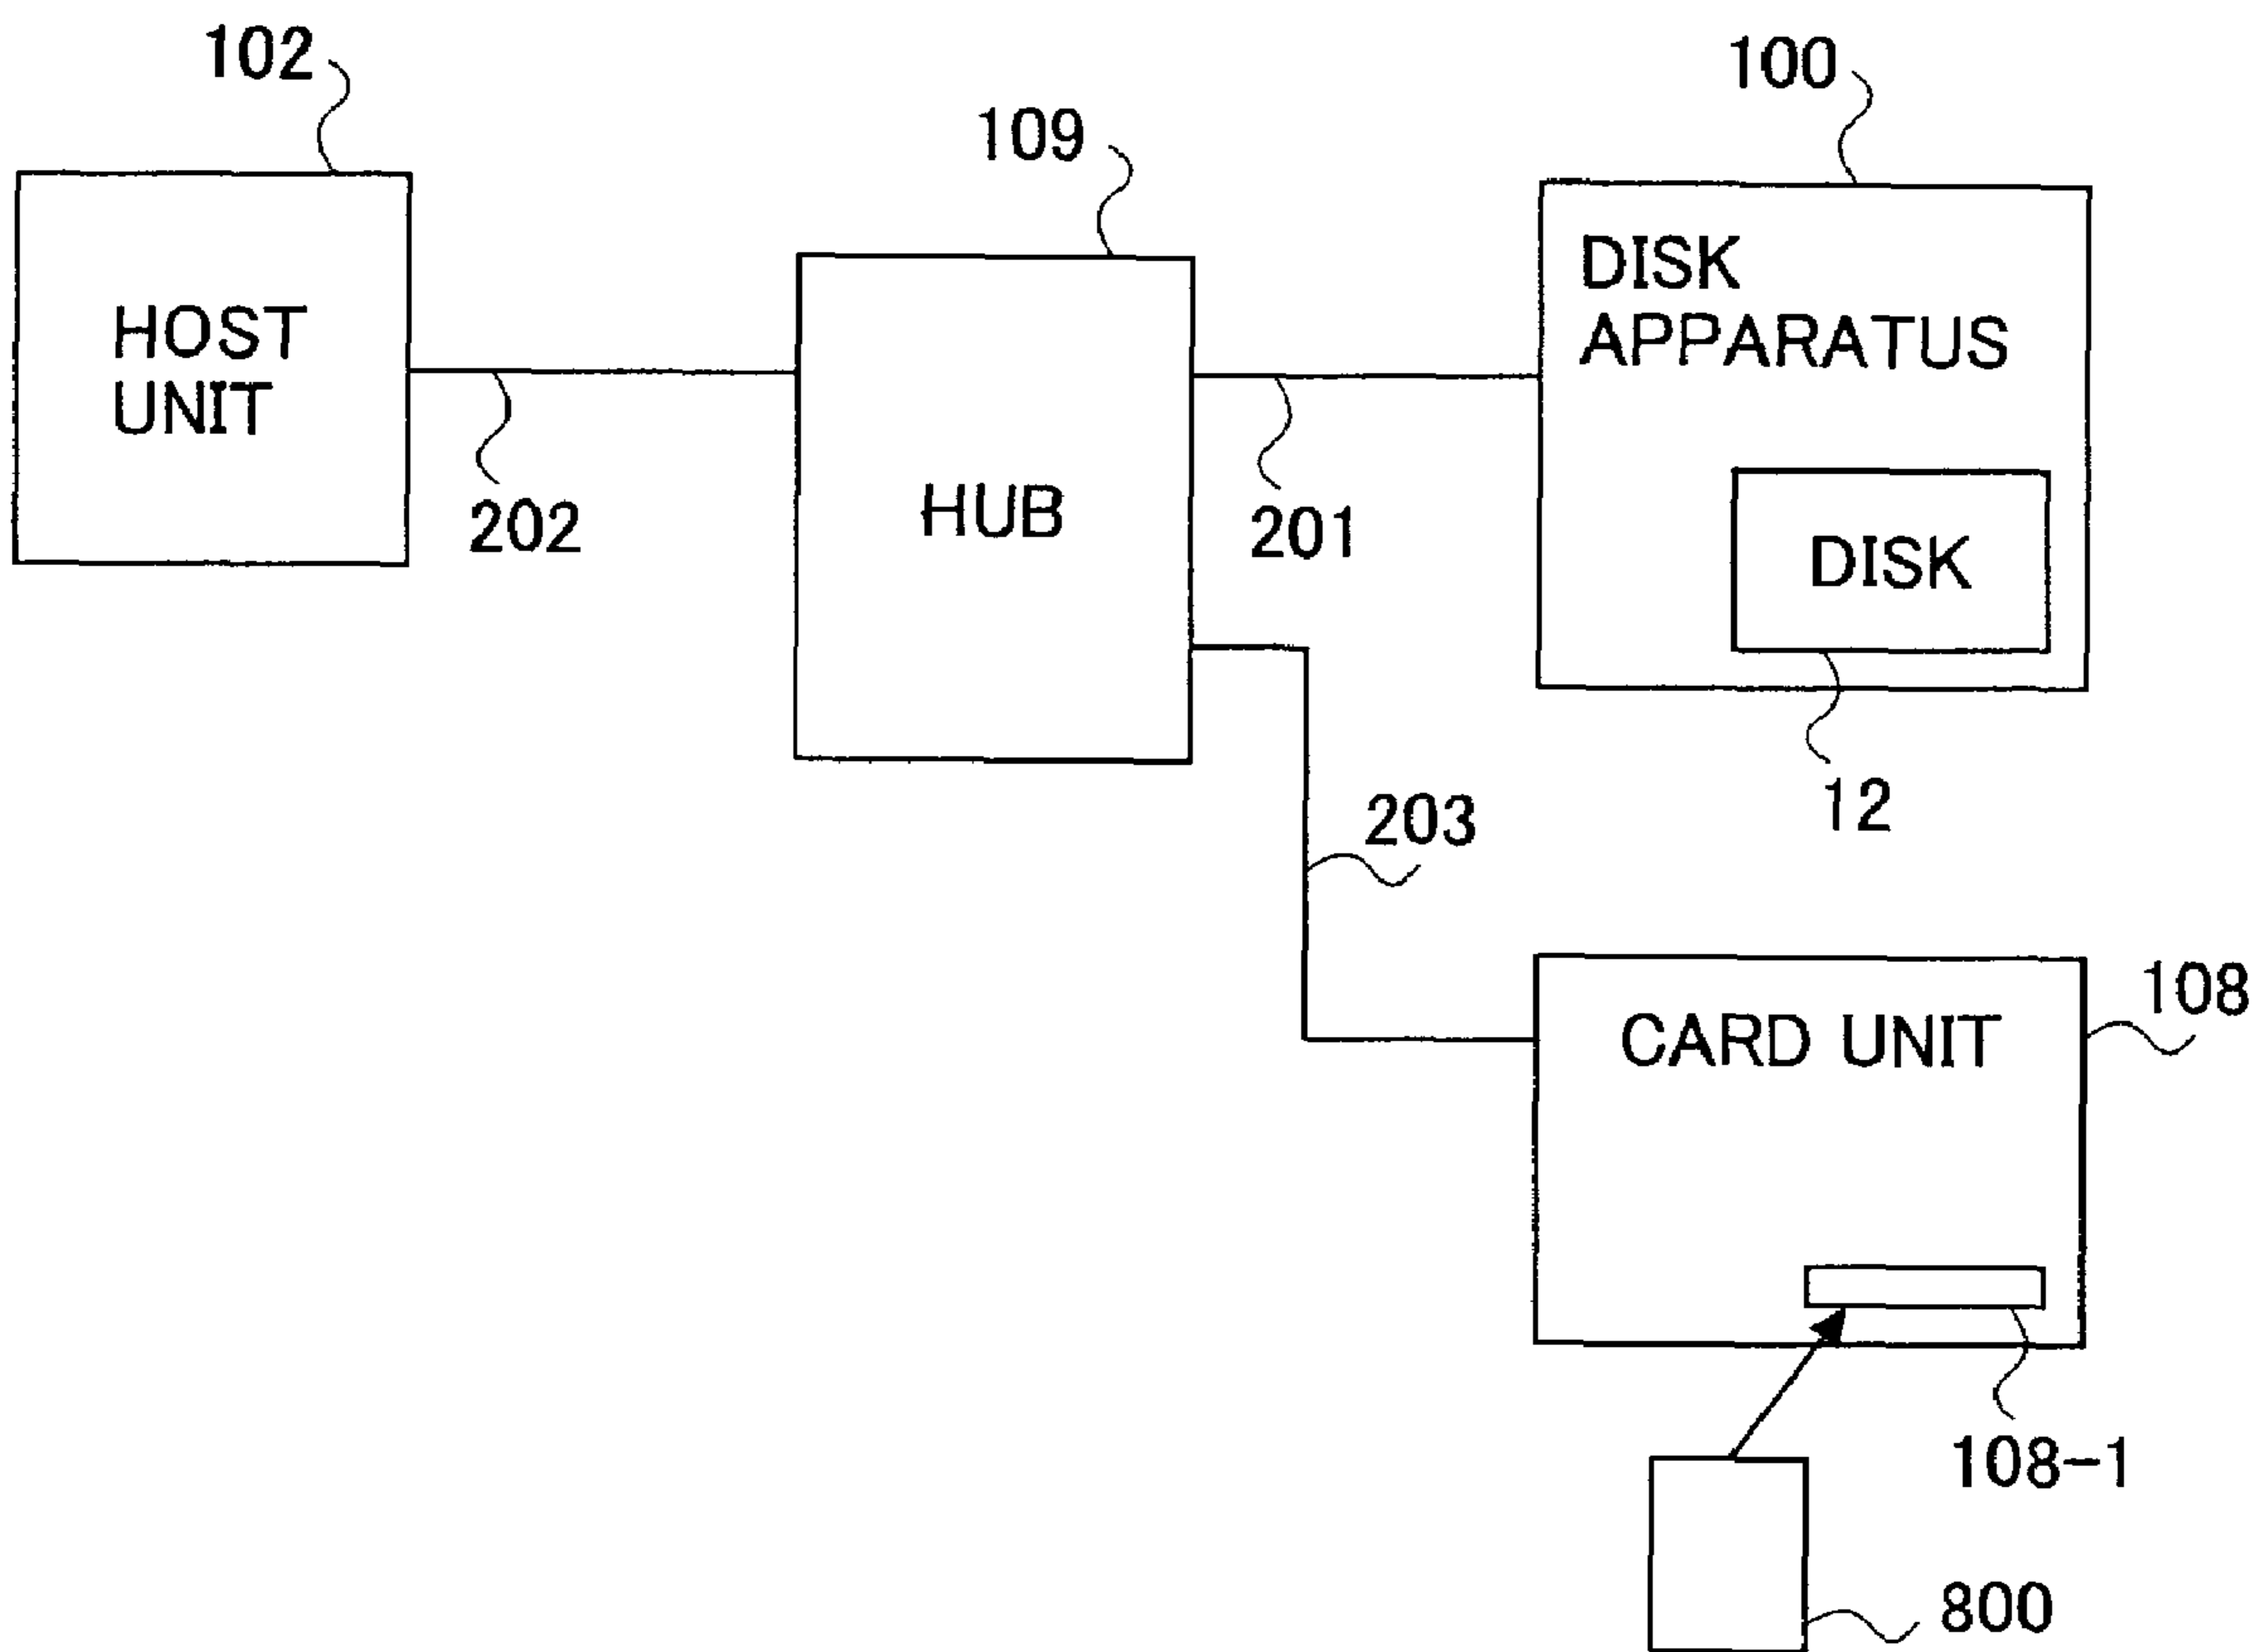 102
109
100
HOST
UNIT
HUB
DISK
APPARATUS
DISK
202
201
12
203
CARD UNIT
108
108-1
800